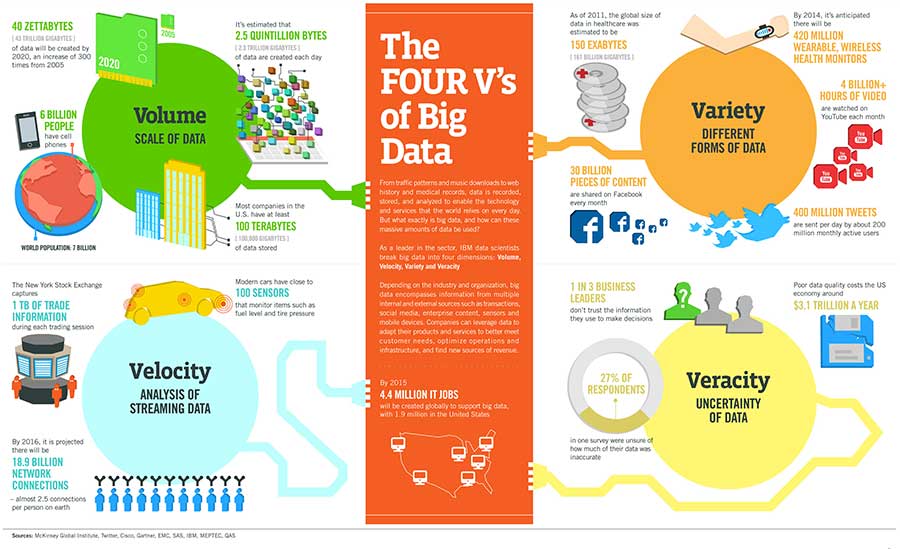 40 ZETTABYTES
[ 43 TRILLION GIGABYTES ]
of data will be created by
2020, an increase of 300
times from 2005
2005
2020
It's estimated that
2.5 QUINTILLION BYTES
[ 2.3 TRILLION GIGABYTES ]
of data are created each day
6 BILLION
PEOPLE
have cell
phones
WORLD POPULATION: 7 BILLION
Volume
SCALE OF DATA
Most companies in the
U.S. have at least
100 TERABYTES
[ 100,000 GIGABYTES ]
of data stored
The New York Stock Exchange
captures
1 TB OF TRADE
INFORMATION
during each trading session
Modern cars have close to
100 SENSORS
that monitor items such as
fuel level and tire pressure
Velocity
ANALYSIS OF
STREAMING DATA
By 2016, it is projected
there will be
18.9 BILLION
NETWORK
CONNECTIONS
– almost 2.5 connections
per person on earth
The
FOUR V's
of Big
Data
From traffic patterns and music downloads to web
history and medical records, data is recorded,
stored, and analyzed to enable the technology
and services that the world relies on every day.
But what exactly is big data, and how can these
massive amounts of data be used?
As a leader in the sector, IBM data scientists
break big data into four dimensions: Volume,
Velocity, Variety and Veracity
Depending on the industry and organization, big
data encompasses information from multiple
internal and external sources such as transactions,
social media, enterprise content, sensors and
mobile devices. Companies can leverage data to
adapt their products and services to better meet
customer needs, optimize operations and
infrastructure, and find new sources of revenue.
By 2015
4.4 MILLION IT JOBS
will be created globally to support big data,
with 1.9 million in the United States
As of 2011, the global size of
data in healthcare was
estimated to be
150 EXABYTES
[ 161 BILLION GIGABYTES ]
By 2014, it's anticipated
there will be
420 MILLION
WEARABLE, WIRELESS
HEALTH MONITORS
4 BILLION+
HOURS OF VIDEO
are watched on
YouTube each month
You
Tube
You
Tube
You
Tube
You
Tube
Variety
DIFFERENT
FORMS OF DATA
30 BILLION
PIECES OF CONTENT
are shared on Facebook
every month
400 MILLION TWEETS
are sent per day by about 200
million monthly active users
1 IN 3 BUSINESS
LEADERS
don't trust the information
they use to make decisions
?
Poor data quality costs the US
economy around
$3.1 TRILLION A YEAR
27% OF
RESPONDENTS
in one survey were unsure of
how much of their data was
inaccurate
Veracity
UNCERTAINTY
OF DATA
Sources: McKinsey Global Institute, Twitter, Cisco, Gartner, EMC, SAS, IBM, MEPTEC, QAS